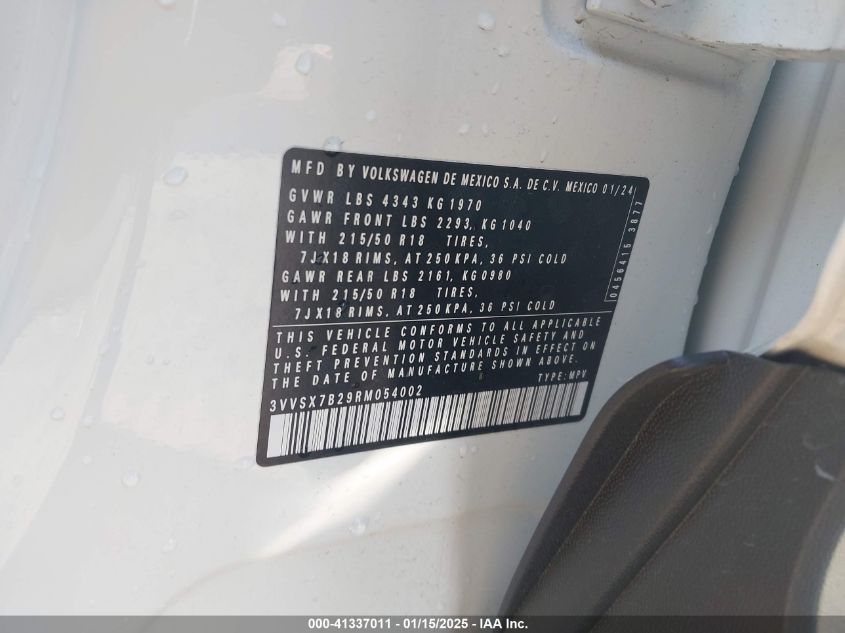 MFD BY VOLKSWAGEN DE MEXICO S.A. DE C.V. MEXICO 01/24
GVWR LBS 4343 KG 1970
GAWR FRONT LBS 2293, KG 1040
WITH 215/50 R18 TIRES,
7JX18 RIMS, AT 250 KPA, 36 PSI COLD
GAWR REAR LBS 2161, KG 0980
WITH 215/50 R18 TIRES,
7JX18 RIMS, AT 250 KPA, 36 PSI COLD
0456415 3877
THIS VEHICLE CONFORMS TO ALL APPLICABLE
U.S. FEDERAL MOTOR VEHICLE SAFETY AND
THEFT PREVENTION STANDARDS IN EFFECT ON
THE DATE OF MANUFACTURE SHOWN ABOVE.
3VVSX7B29RM054002 TYPE: MPV
000-41337011 — 01/15/2025 — IAA Inc.